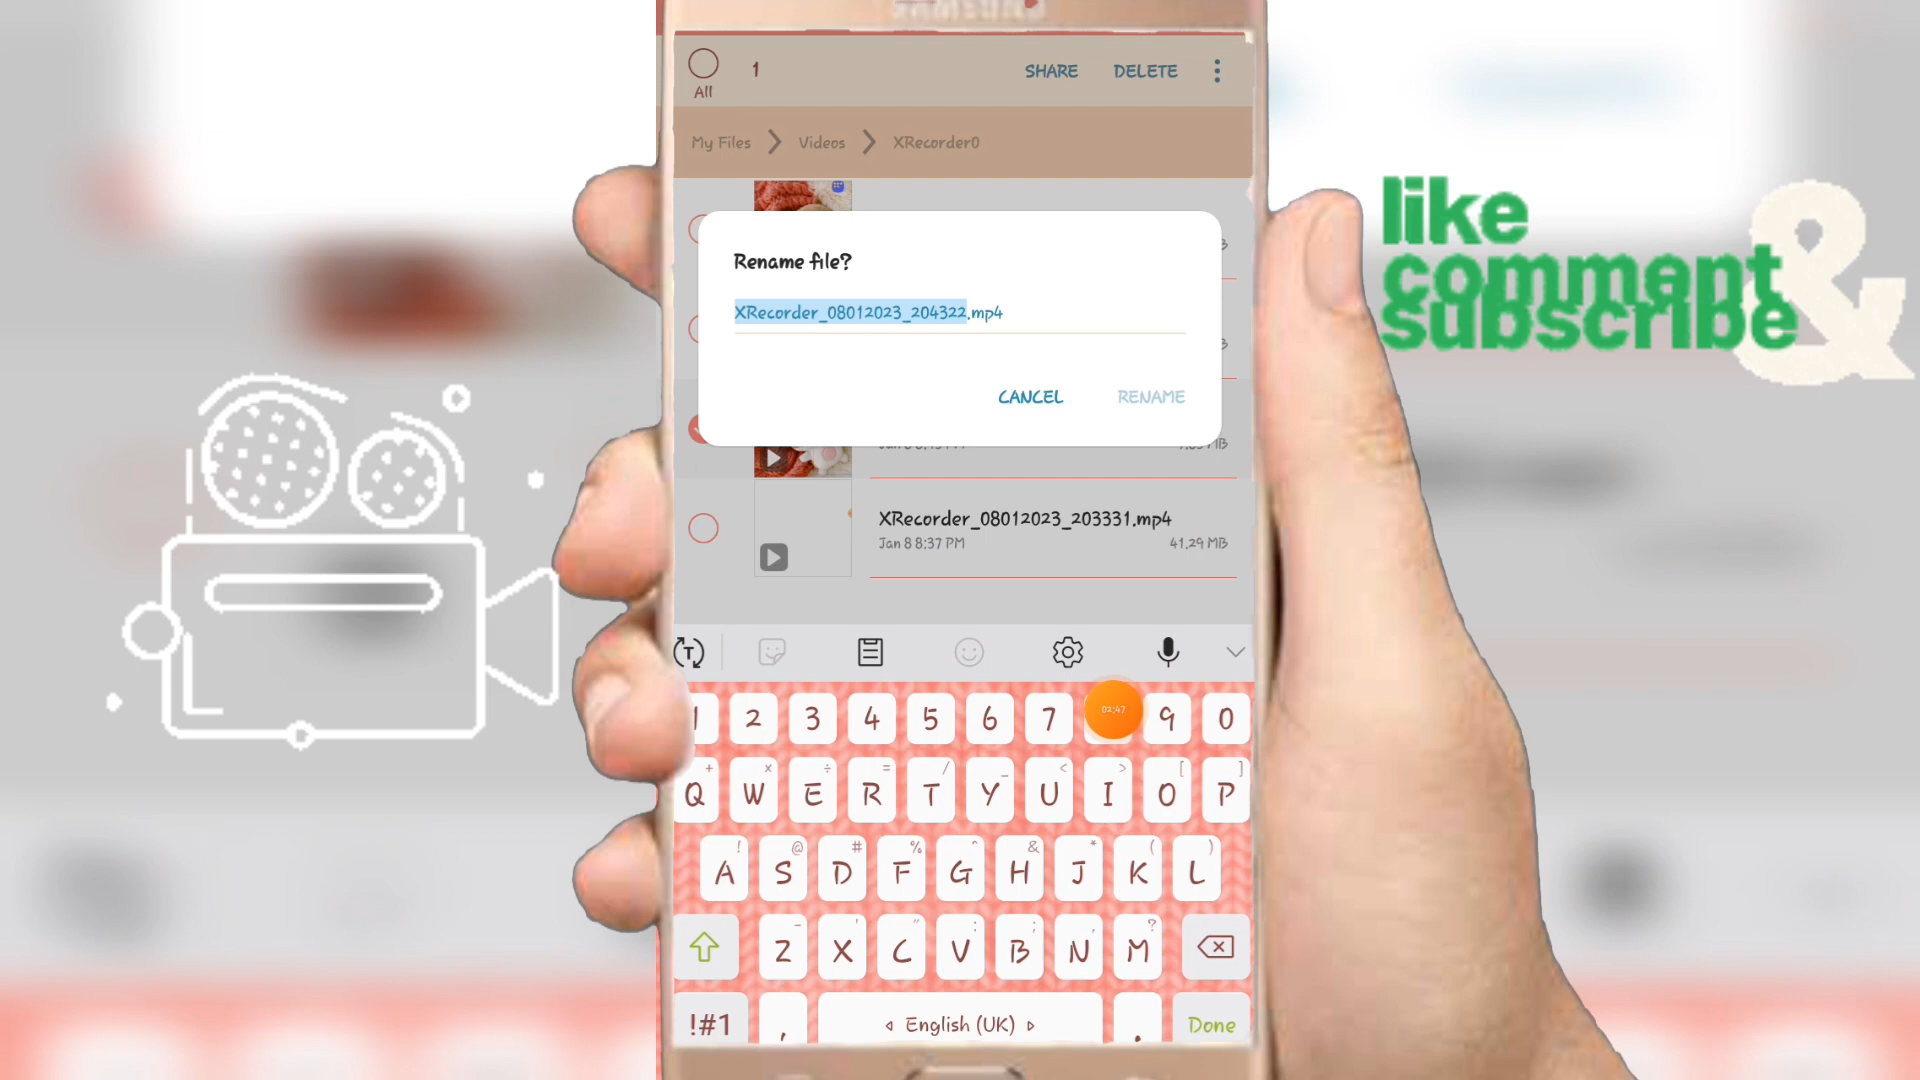 SAMSUNG
All
1
SHARE
DELETE
My Files
Videos
XRecorder0
Rename file?
XRecorder_08012023_204322.mp4
CANCEL
RENAME
XRecorder_08012023_203331.mp4
Jan 8 8:37 PM
41.29 MB
T
1 2 3 4 5 6 7 9 0
02:47
+ × ÷ = / _ < > [ ]
Q W E R T Y U I O P
! @ # % ^ & * ( )
A S D F G H J K L
- ' " : ; , ?
Z X C V B N M
!#1 , English (UK) . Done
like
comment
subscribe
&